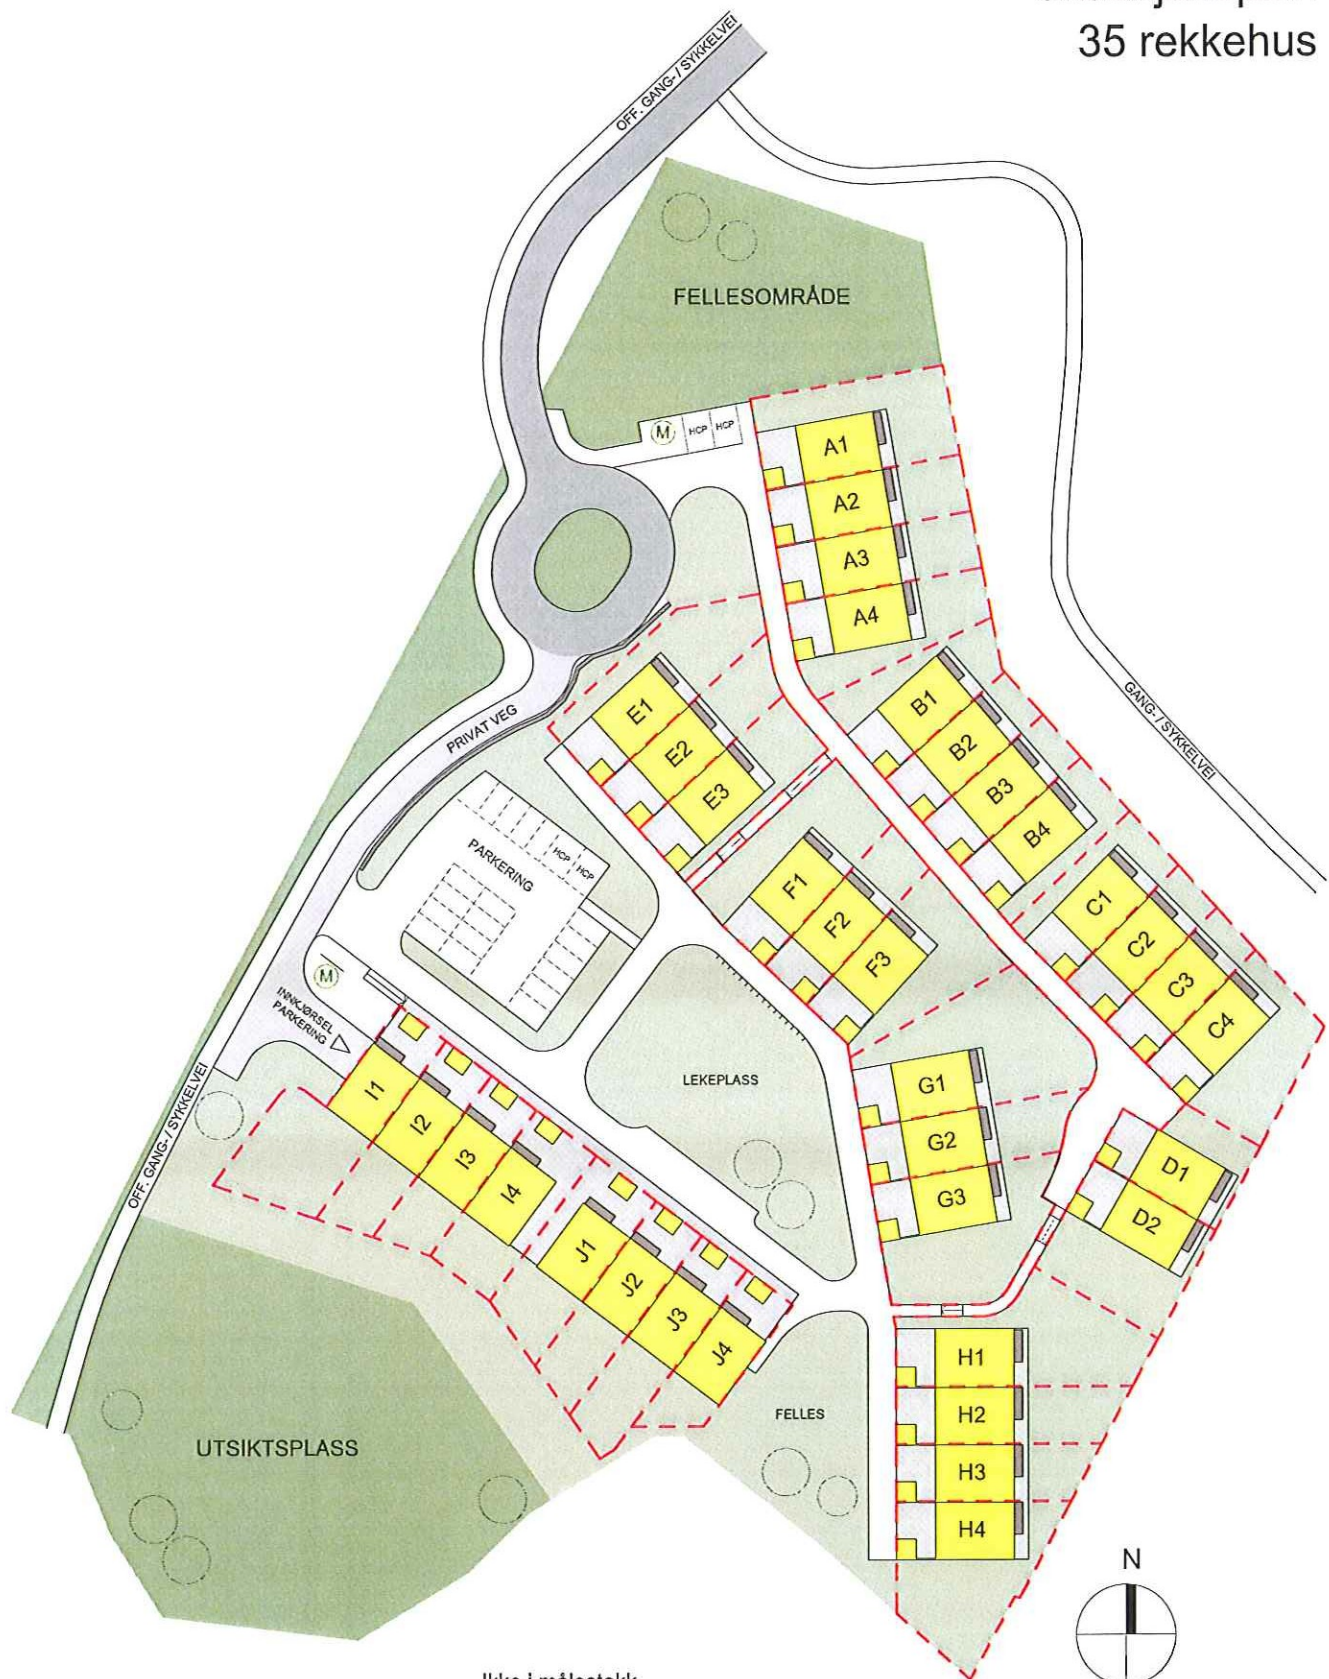 35 rekkehus
OFF. GANG- / SYKKELVEI
FELLESOMRÅDE
M
HCP
HCP
A1
A2
A3
A4
GANG- / SYKKELVEI
PRIVAT VEG
E1
E2
E3
B1
B2
B3
B4
PARKERING
HCP
HCP
F1
F2
F3
C1
C2
C3
C4
M
INNKJØRSEL
PARKERING
OFF. GANG- / SYKKELVEI
LEKEPLASS
I1
I2
I3
I4
G1
G2
G3
D1
D2
J1
J2
J3
J4
H1
H2
H3
H4
FELLES
UTSIKTSPLASS
N